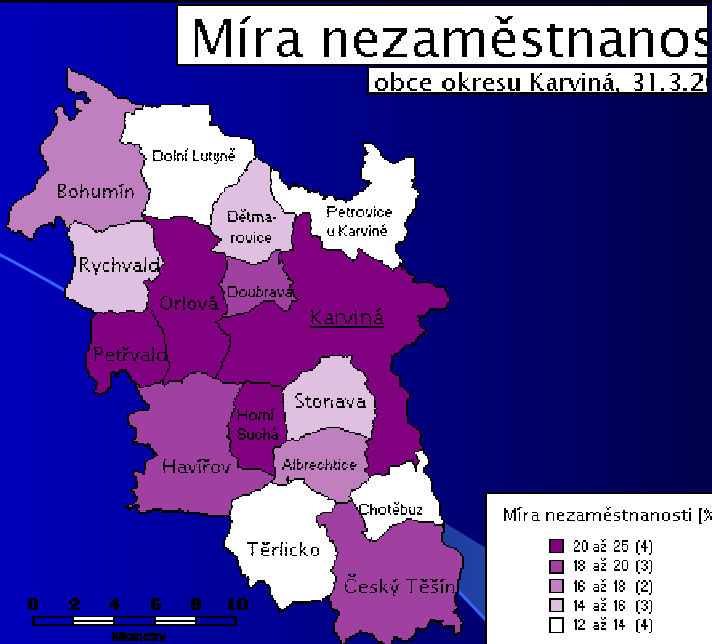 Míra nezaměstnanos
obce okresu Karviná, 31.3.2
Dolní Lutyně
Bohumín
Dětma-
rovice
Petrovice
u Karviné
Rychvald
Orlová
Doubrava
Karviná
Petřvald
Horní
Suchá
Stonava
Havířov
Albrechtice
Chotěbuz
Těrlicko
Český Těšín
Míra nezaměstnanosti [%
20 až 25 (4)
18 až 20 (3)
16 až 18 (2)
14 až 16 (3)
12 až 14 (4)
0 2 4 6 8 10
Kilometry